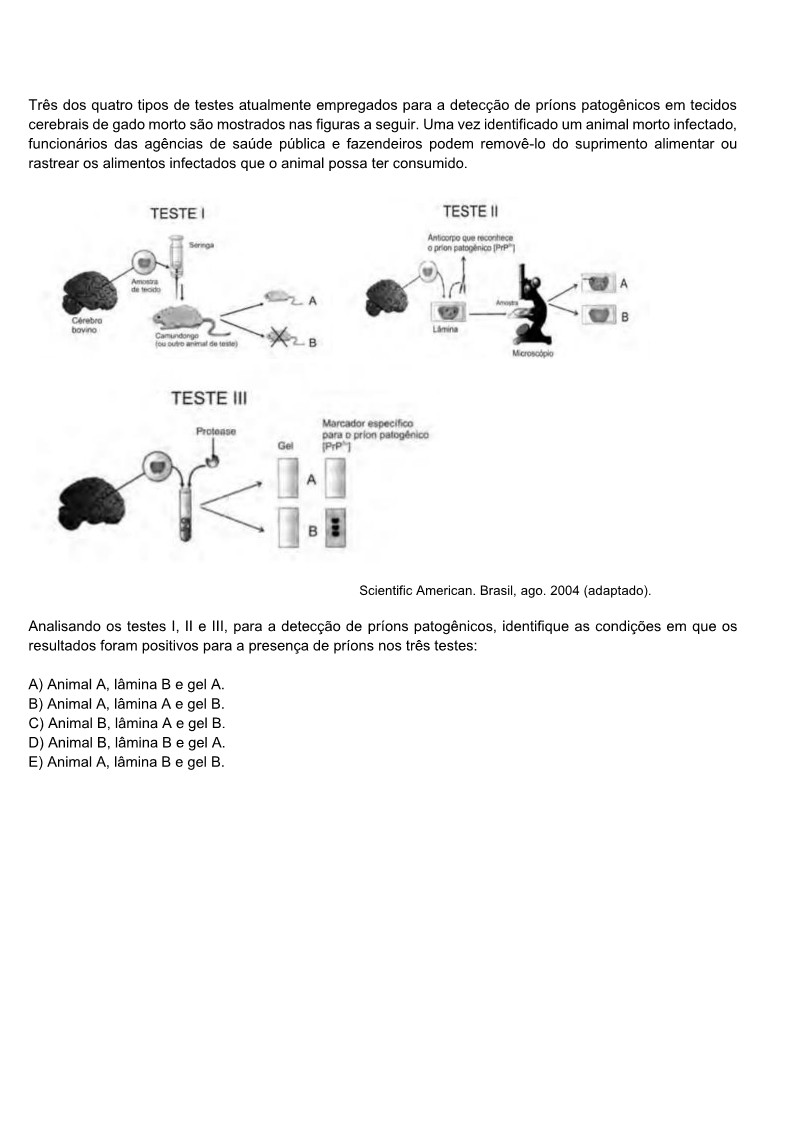 Três dos quatro tipos de testes atualmente empregados para a detecção de príons patogênicos em tecidos
cerebrais de gado morto são mostrados nas figuras a seguir. Uma vez identificado um animal morto infectado,
funcionários das agências de saúde pública e fazendeiros podem removê-lo do suprimento alimentar ou
rastrear os alimentos infectados que o animal possa ter consumido.
TESTE I
Seringa
Amostra
de tecido
Cérebro
bovino
Camundongo
(ou outro animal de teste)
A
B
TESTE II
Anticorpo que reconhece
o príon patogênico [PrPˢᶜ]
Lâmina
Amostra
Microscópio
A
B
TESTE III
Protease
Gel
Marcador específico
para o príon patogênico
[PrPˢᶜ]
A
B
Scientific American. Brasil, ago. 2004 (adaptado).
Analisando os testes I, II e III, para a detecção de príons patogênicos, identifique as condições em que os
resultados foram positivos para a presença de príons nos três testes:
A) Animal A, lâmina B e gel A.
B) Animal A, lâmina A e gel B.
C) Animal B, lâmina A e gel B.
D) Animal B, lâmina B e gel A.
E) Animal A, lâmina B e gel B.